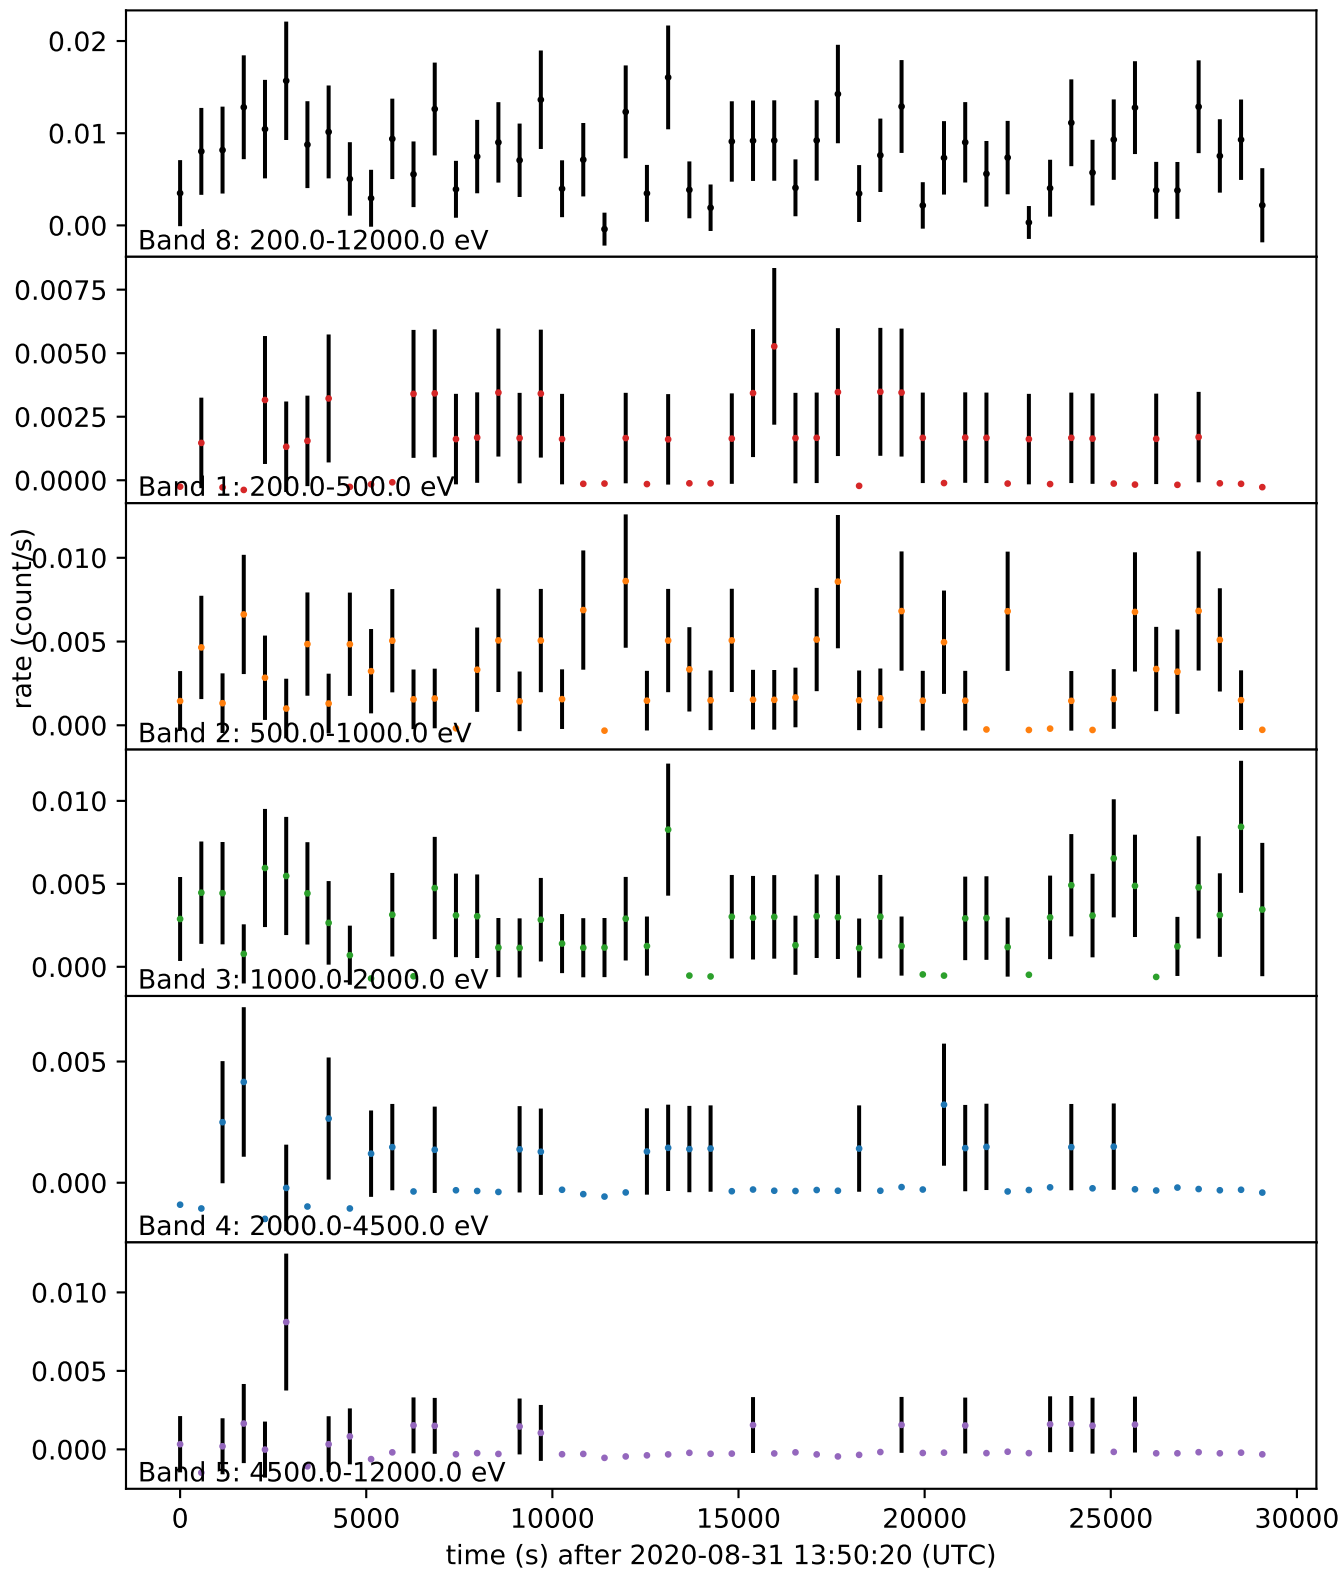 0.02
0.01
0.00
Band 8: 200.0-12000.0 eV
0.0075
0.0050
0.0025
0.0000
Band 1: 200.0-500.0 eV
rate (count/s)
0.010
0.005
0.000
Band 2: 500.0-1000.0 eV
0.010
0.005
0.000
Band 3: 1000.0-2000.0 eV
0.005
0.000
Band 4: 2000.0-4500.0 eV
0.010
0.005
0.000
Band 5: 4500.0-12000.0 eV
0 5000 10000 15000 20000 25000 30000
time (s) after 2020-08-31 13:50:20 (UTC)